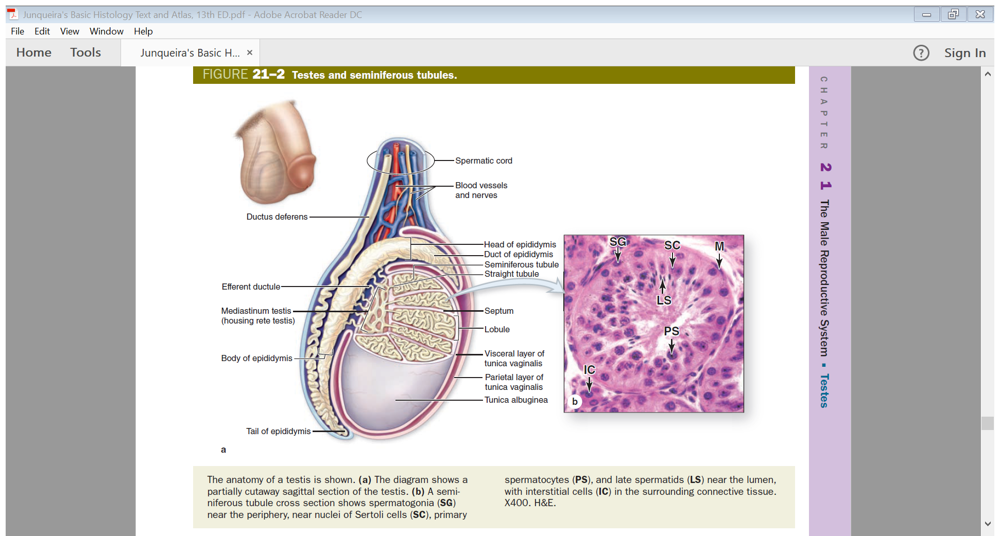 Junqueira's Basic Histology Text and Atlas, 13th ED.pdf - Adobe Acrobat Reader DC
File Edit View Window Help
Home Tools Junqueira's Basic H... × ? Sign In
FIGURE 21–2 Testes and seminiferous tubules.
Spermatic cord
Blood vessels
and nerves
Ductus deferens
Head of epididymis
Duct of epididymis
Seminiferous tubule
Straight tubule
Efferent ductule
Mediastinum testis
(housing rete testis)
Septum
Lobule
Body of epididymis
Visceral layer of
tunica vaginalis
Parietal layer of
tunica vaginalis
Tunica albuginea
Tail of epididymis
a
SG SC M
LS
PS
IC
b
The anatomy of a testis is shown. (a) The diagram shows a
partially cutaway sagittal section of the testis. (b) A semi-
niferous tubule cross section shows spermatogonia (SG)
near the periphery, near nuclei of Sertoli cells (SC), primary
spermatocytes (PS), and late spermatids (LS) near the lumen,
with interstitial cells (IC) in the surrounding connective tissue.
X400. H&E.
CHAPTER 21 The Male Reproductive System ▪ Testes